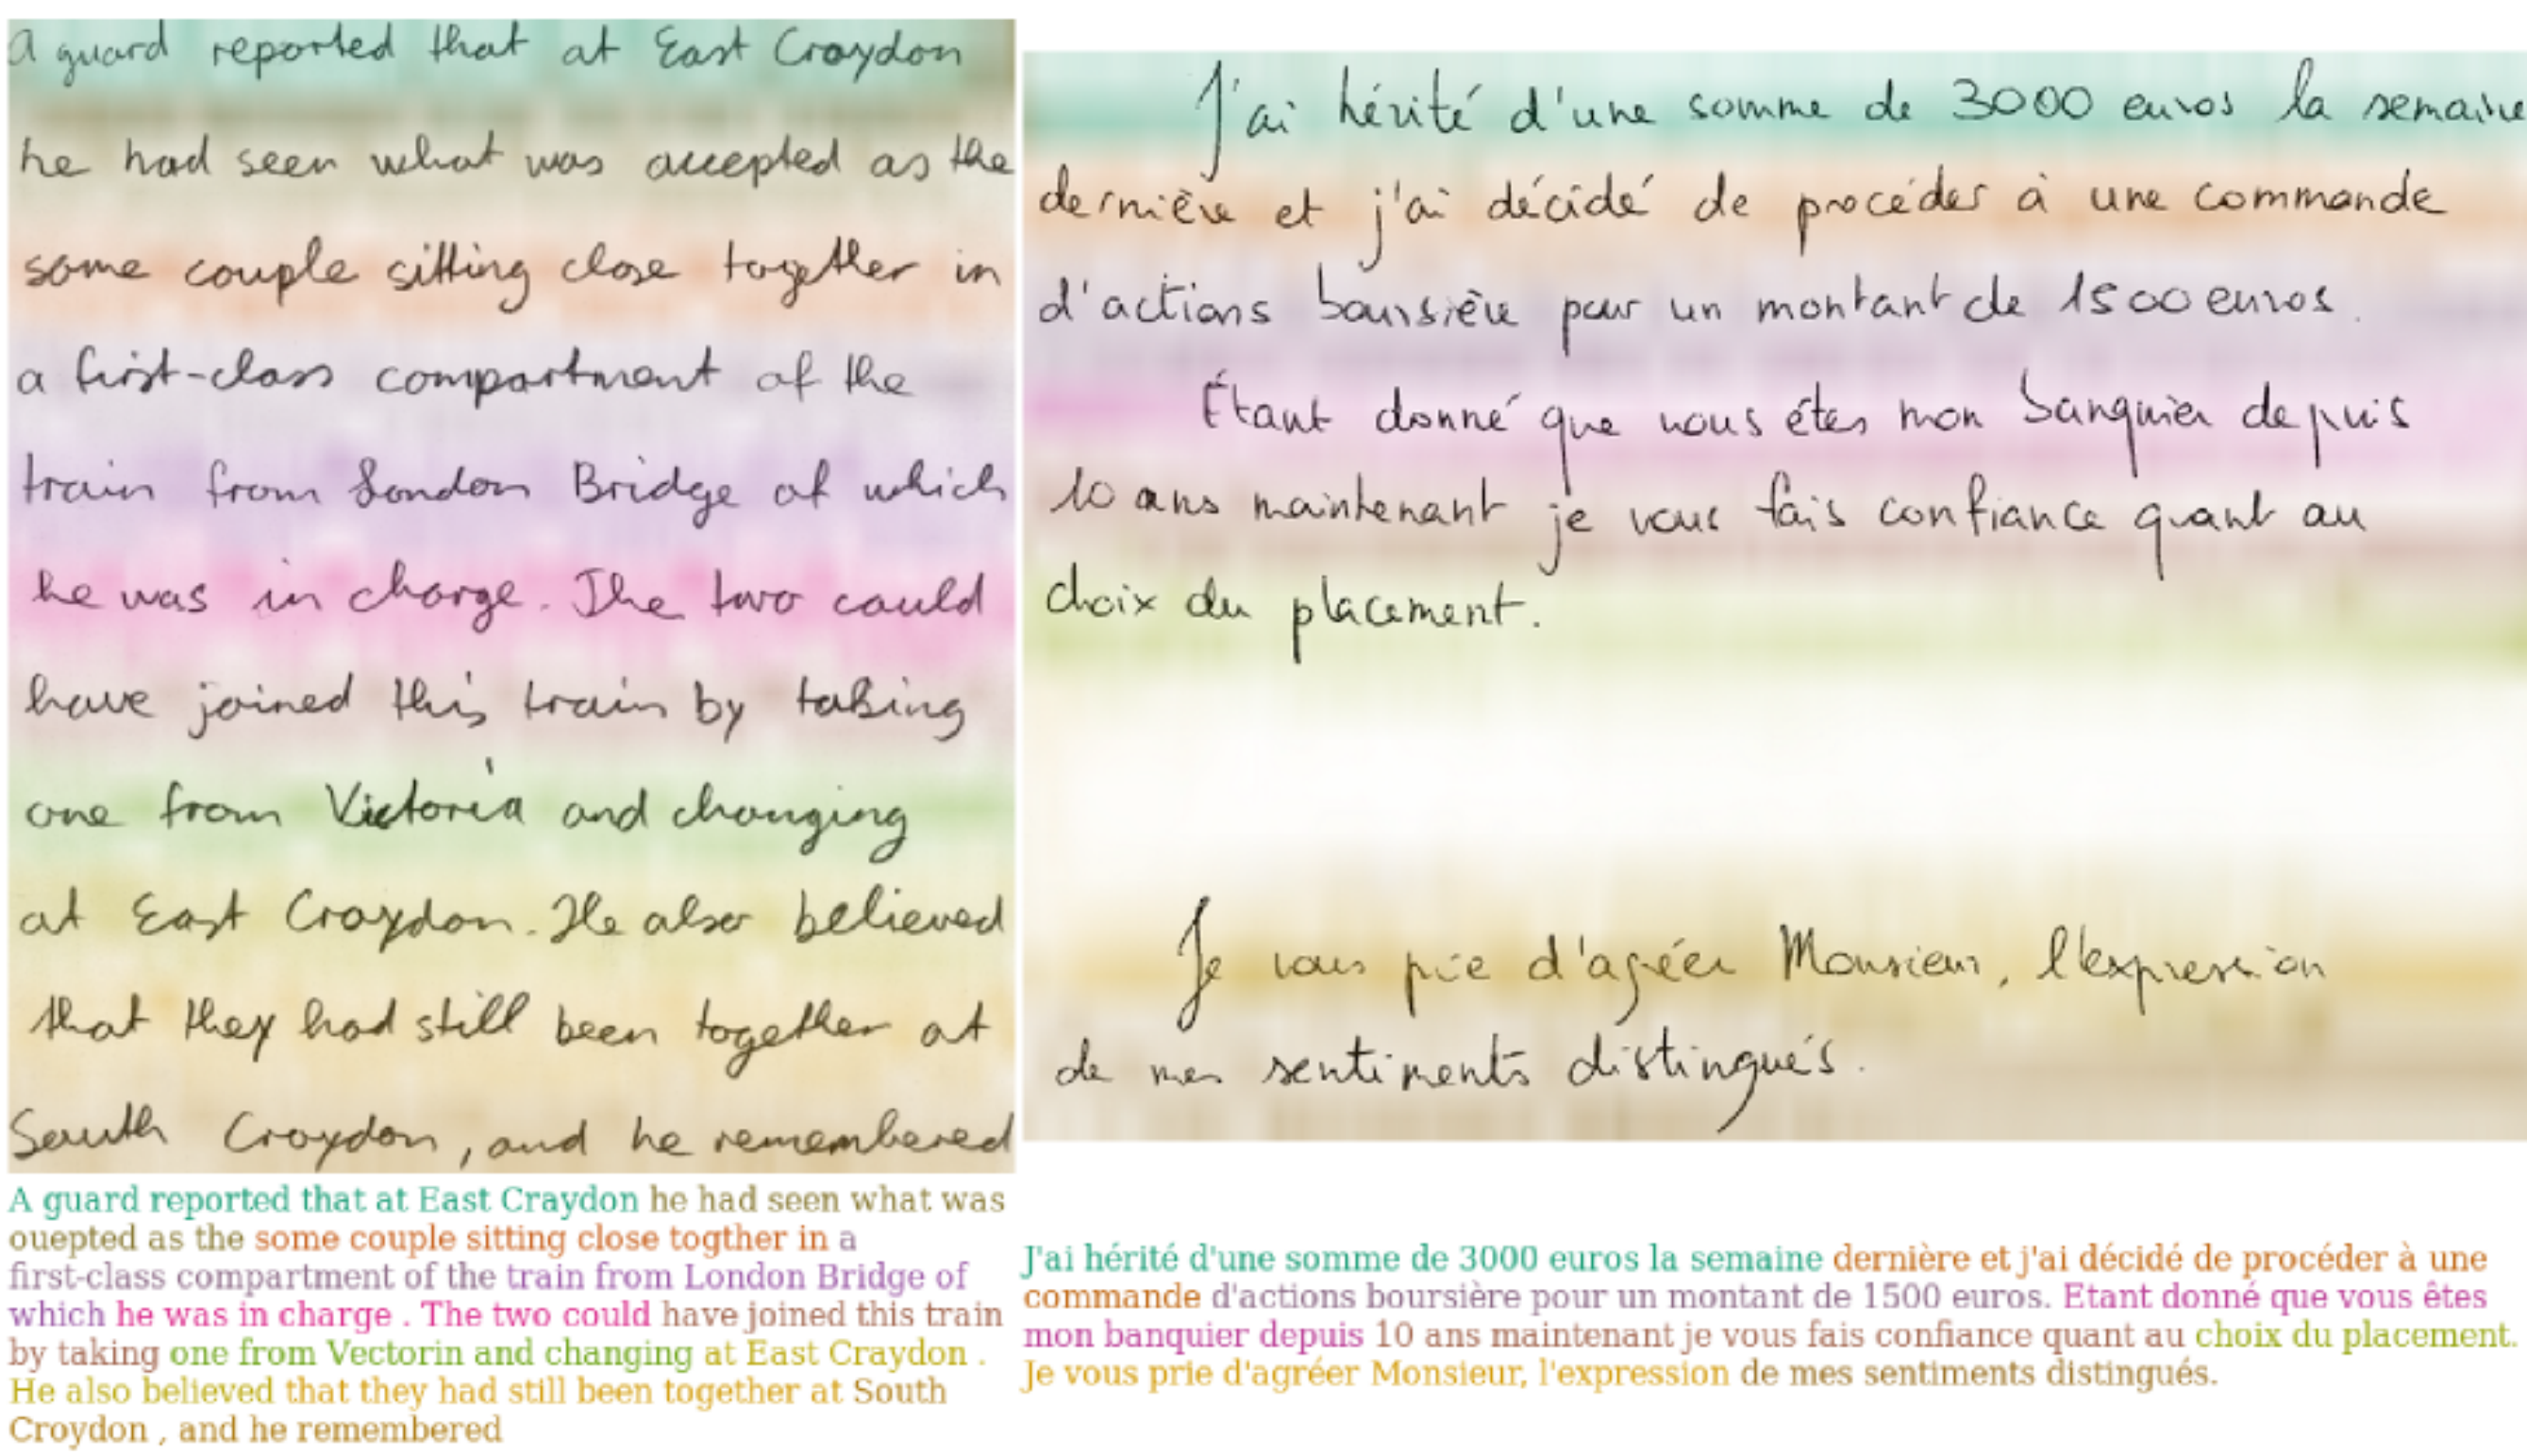 A guard reported that at East Croydon
he had seen what was accepted as the
same couple sitting close together in
a first-class compartment of the
train from London Bridge of which
he was in charge. The two could
have joined this train by taking
one from Victoria and changing
at East Croydon. He also believed
that they had still been together at
South Croydon, and he remembered
A guard reported that at East Craydon he had seen what was
ouepted as the some couple sitting close togther in a
first-class compartment of the train from London Bridge of
which he was in charge . The two could have joined this train
by taking one from Vectorin and changing at East Craydon .
He also believed that they had still been together at South
Croydon , and he remembered
J'ai hérité d'une somme de 3000 euros la semaine
dernière et j'ai décidé de procéder à une commande
d'actions boursière pour un montant de 1500 euros.
Étant donné que vous êtes mon banquier depuis
10 ans maintenant je vous fais confiance quant au
choix du placement.
Je vous prie d'agréer Monsieur, l'expression
de mes sentiments distingués.
J'ai hérité d'une somme de 3000 euros la semaine dernière et j'ai décidé de procéder à une
commande d'actions boursière pour un montant de 1500 euros. Etant donné que vous êtes
mon banquier depuis 10 ans maintenant je vous fais confiance quant au choix du placement.
Je vous prie d'agréer Monsieur, l'expression de mes sentiments distingués.